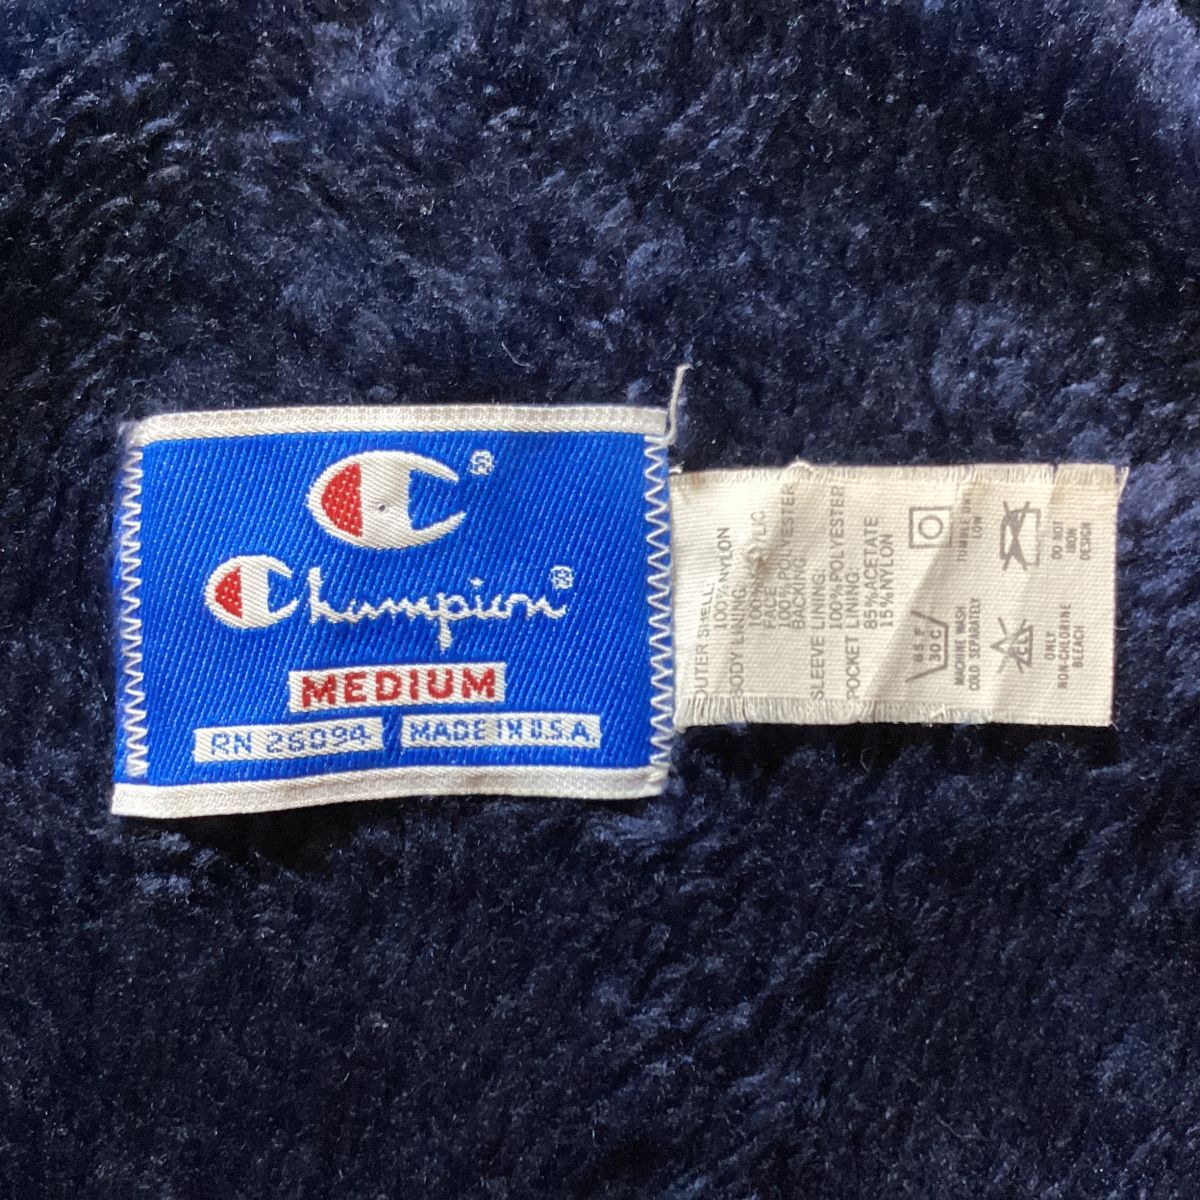 C®
Champion®
MEDIUM
RN 26094 MADE IN U.S.A.
OUTER SHELL:
100% NYLON
BODY LINING:
FACE
100% POLYESTER
BACKING
SLEEVE LINING:
100% POLYESTER
POCKET LINING:
85% ACETATE
15% NYLON
TUMBLE DRY
LOW
DO NOT
IRON
DESIGN
30 C
MACHINE WASH
COLD SEPARATELY
ONLY
NON-CHLORINE
BLEACH